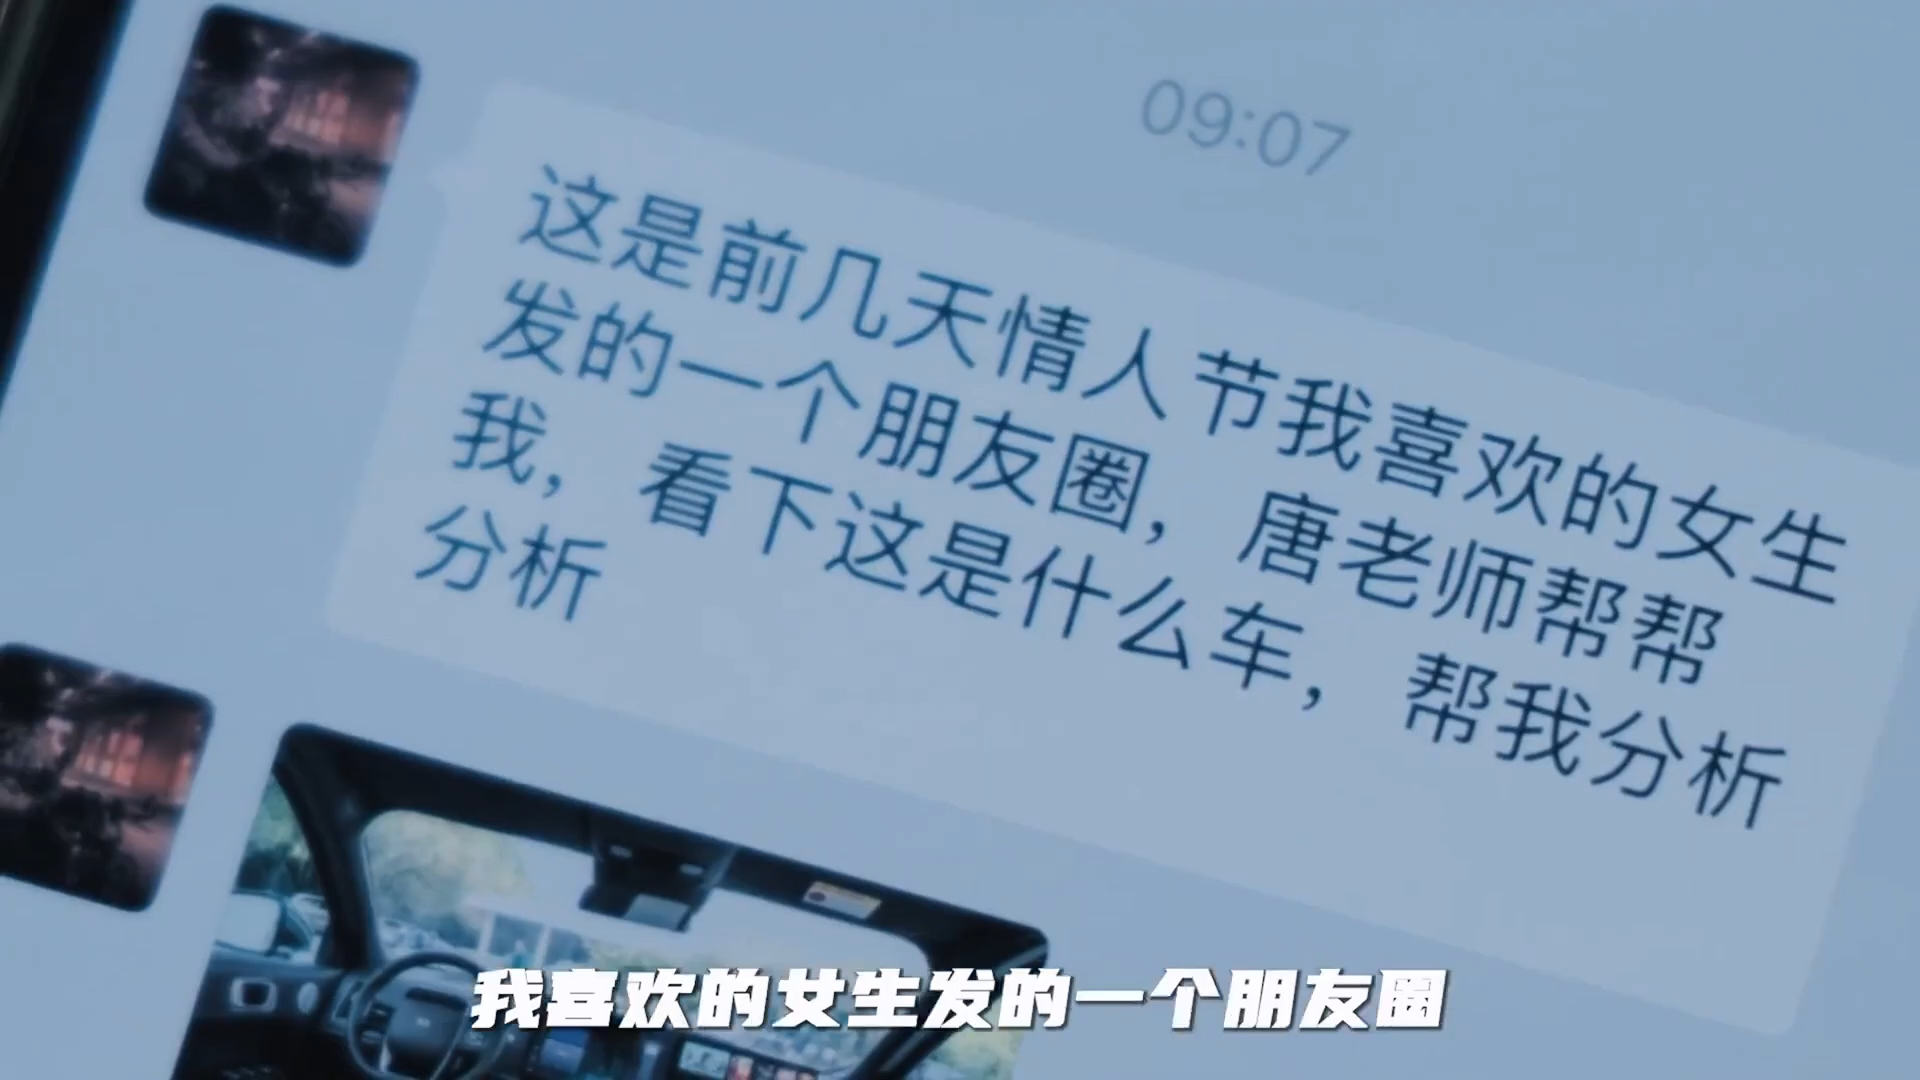 09:07
这是前几天情人节我喜欢的女生
发的一个朋友圈，唐老师帮帮
我，看下这是什么车，帮我分析
分析
我喜欢的女生发的一个朋友圈